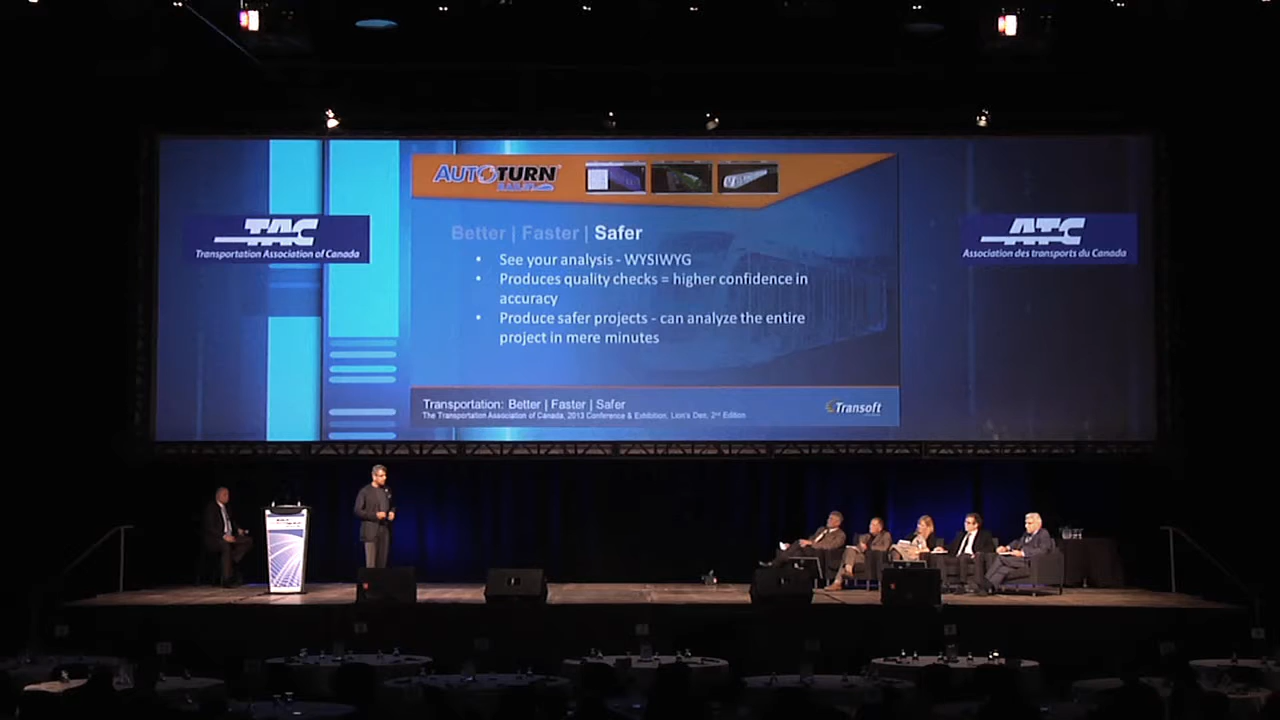 AUTOTURN
RAIL
TAC
Transportation Association of Canada
ATC
Association des transports du Canada
Better | Faster | Safer
• See your analysis - WYSIWYG
• Produces quality checks = higher confidence in
accuracy
• Produce safer projects - can analyze the entire
project in mere minutes
Transportation: Better | Faster | Safer
The Transportation Association of Canada, 2013 Conference & Exhibition, Lion's Den, 2nd Edition
Transoft